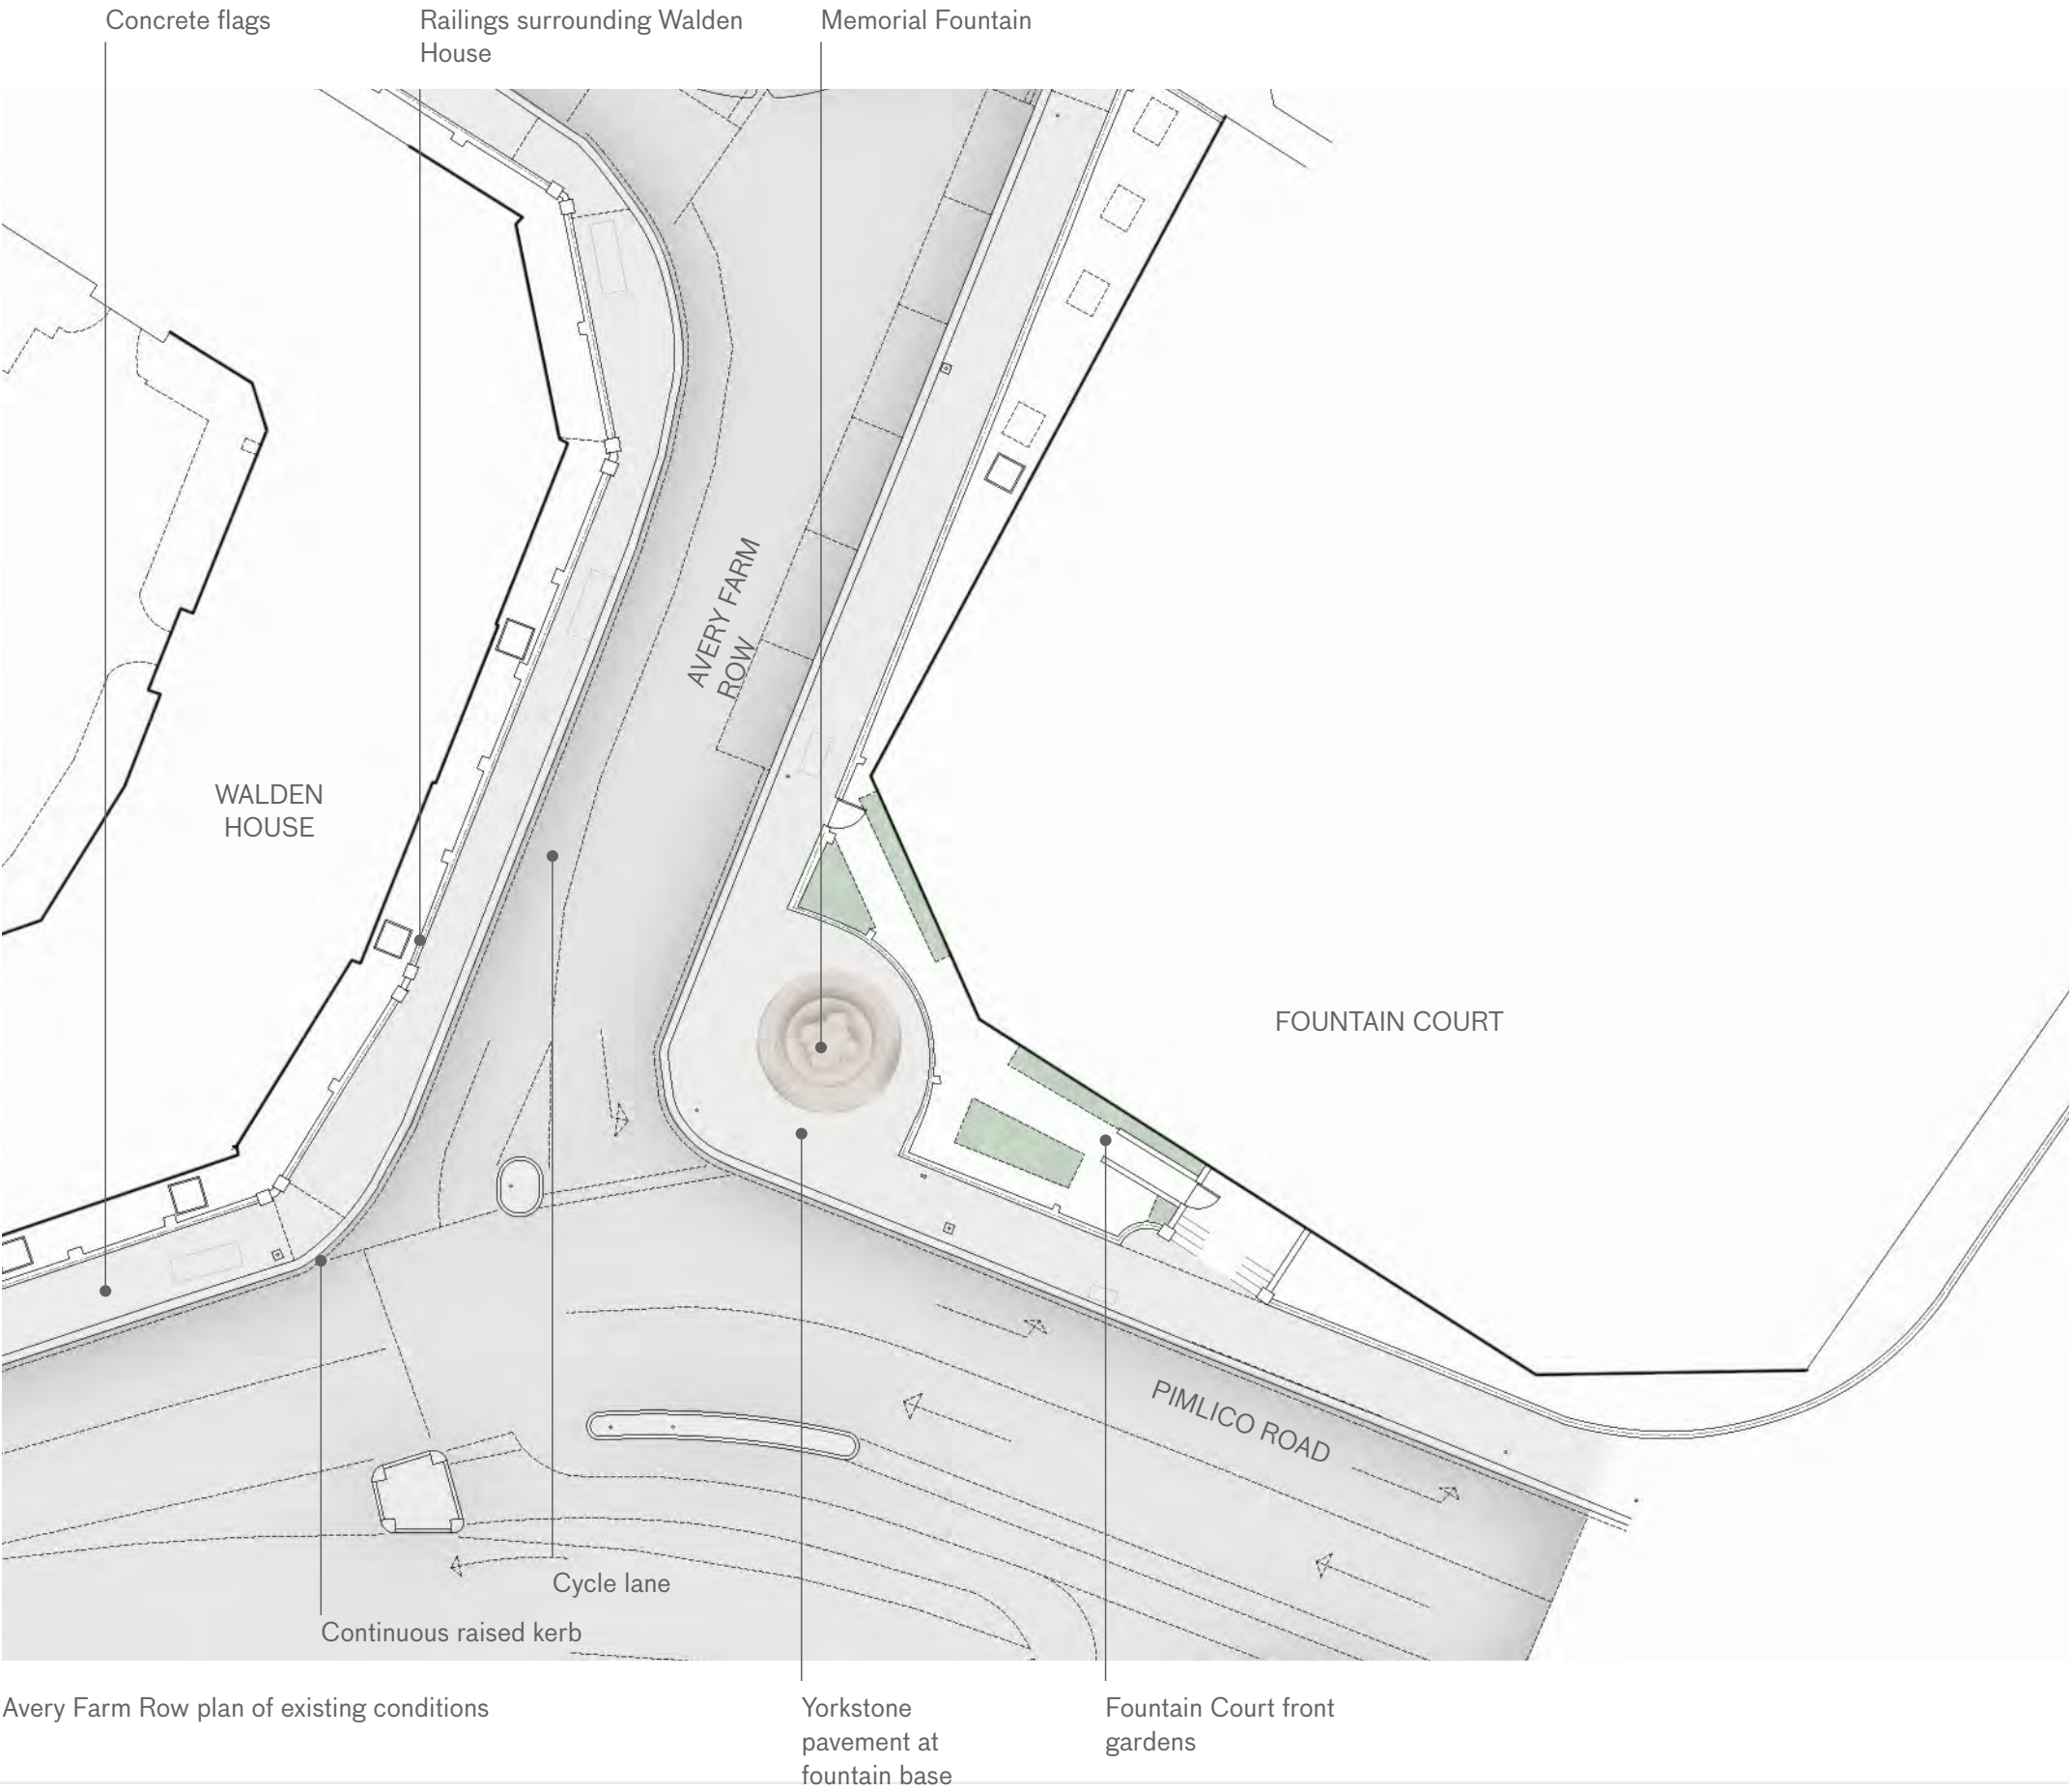 Concrete flags
Railings surrounding Walden
House
Memorial Fountain
AVERY FARM
ROW
WALDEN
HOUSE
FOUNTAIN COURT
PIMLICO ROAD
Cycle lane
Continuous raised kerb
Avery Farm Row plan of existing conditions
Yorkstone
pavement at
fountain base
Fountain Court front
gardens